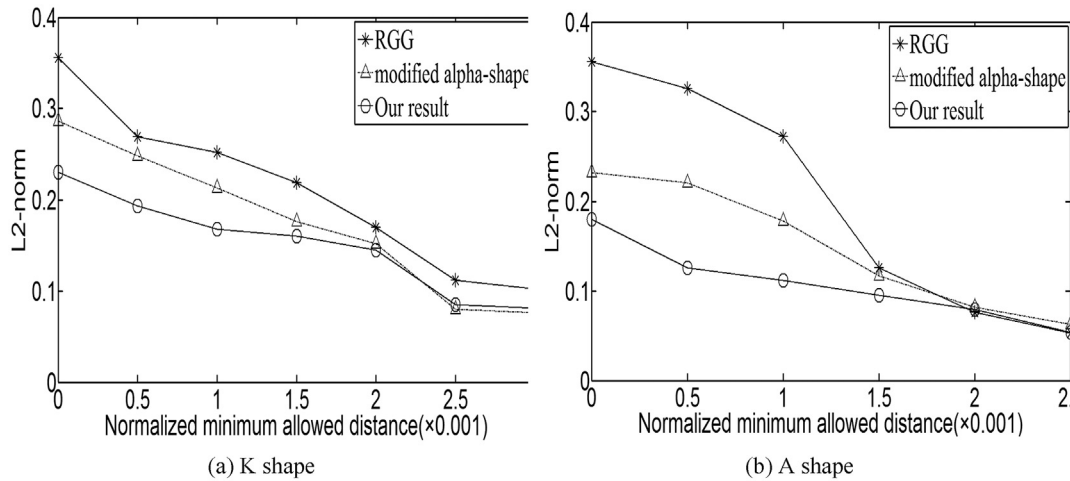 0.4
0.3
0.2
0.1
0
L2-norm
RGG
modified alpha-shape
Our result
0 0.5 1 1.5 2 2.5
Normalized minimum allowed distance(×0.001)
(a) K shape
0.4
0.3
0.2
0.1
0
L2-norm
RGG
modified alpha-shape
Our result
0 0.5 1 1.5 2 2.
Normalized minimum allowed distance(×0.001)
(b) A shape